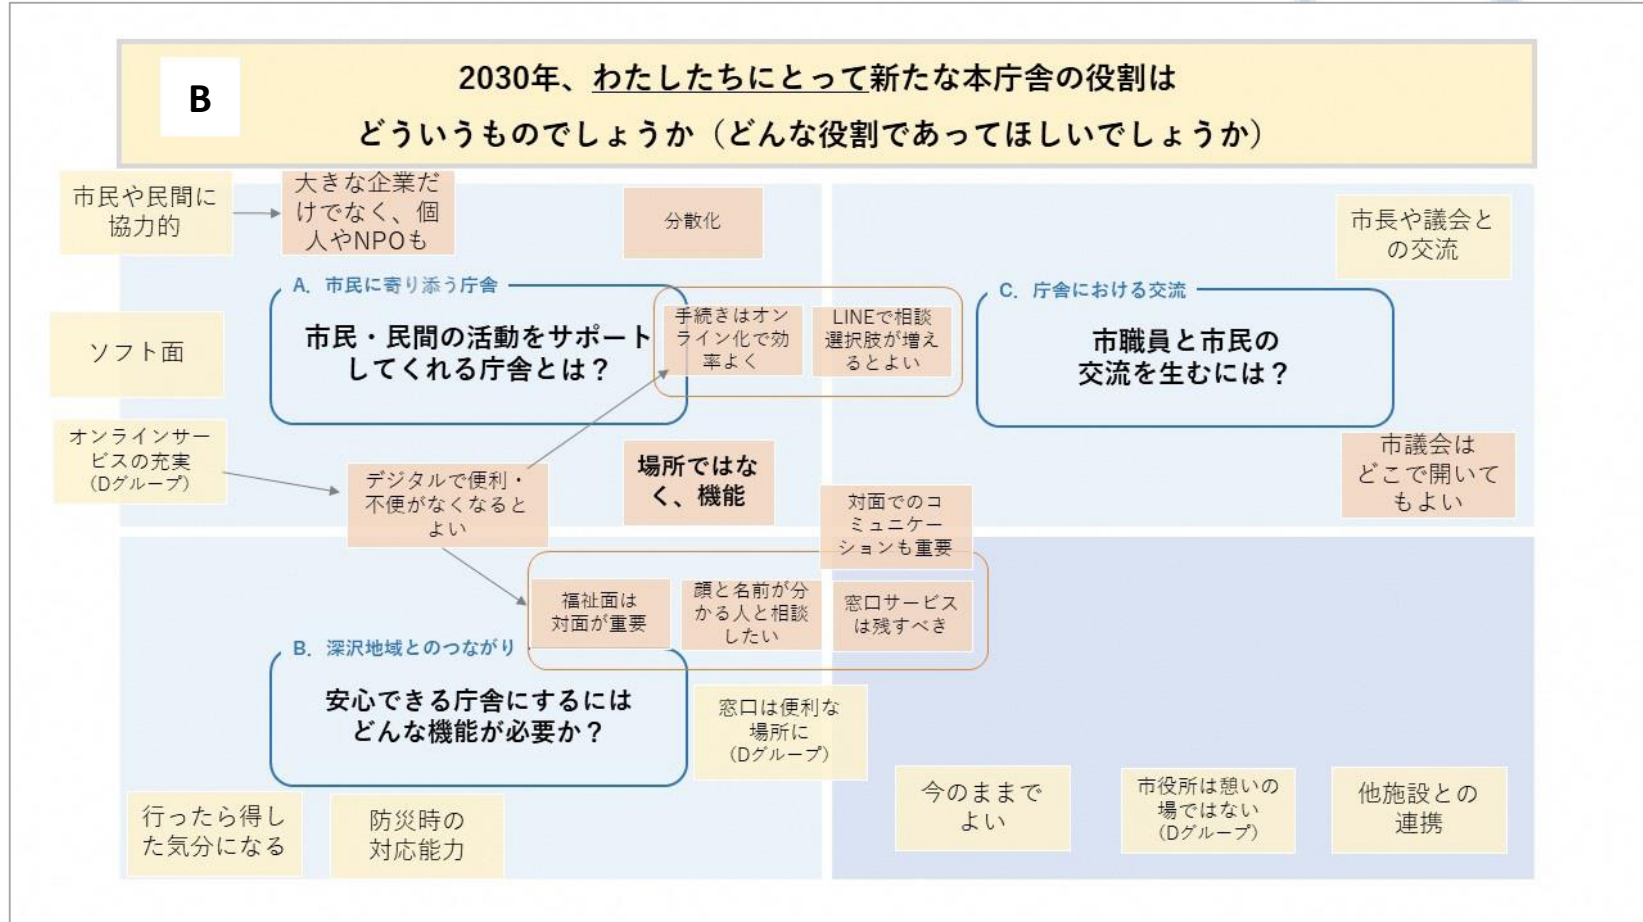 B
2030年、わたしたちにとって新たな本庁舎の役割は
どういうものでしょうか（どんな役割であってほしいでしょうか）
市民や民間に
協力的
大きな企業だ
けでなく、個
人やNPOも
分散化
市長や議会と
の交流
A. 市民に寄り添う庁舎
市民・民間の活動をサポート
してくれる庁舎とは？
手続きはオン
ライン化で効
率よく
LINEで相談
選択肢が増え
るとよい
C. 庁舎における交流
市職員と市民の
交流を生むには？
ソフト面
オンラインサー
ビスの充実
（Dグループ）
デジタルで便利・
不便がなくなると
よい
場所ではな
く、機能
対面でのコ
ミュニケー
ションも重要
市議会は
どこで開いて
もよい
福祉面は
対面が重要
顔と名前が分
かる人と相談
したい
窓口サービス
は残すべき
B. 深沢地域とのつながり
安心できる庁舎にするには
どんな機能が必要か？
窓口は便利な
場所に
（Dグループ）
行ったら得し
た気分になる
防災時の
対応能力
今のままで
よい
市役所は憩いの
場ではない
（Dグループ）
他施設との
連携